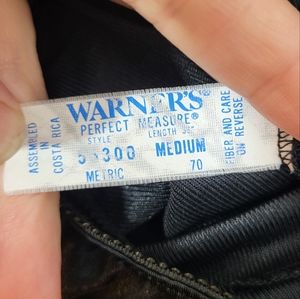 ASSEMBLED IN
COSTA RICA
WARNER'S
PERFECT MEASURE®
STYLE LENGTH
MEDIUM
METRIC 70
FIBER AND CARE
ON REVERSE